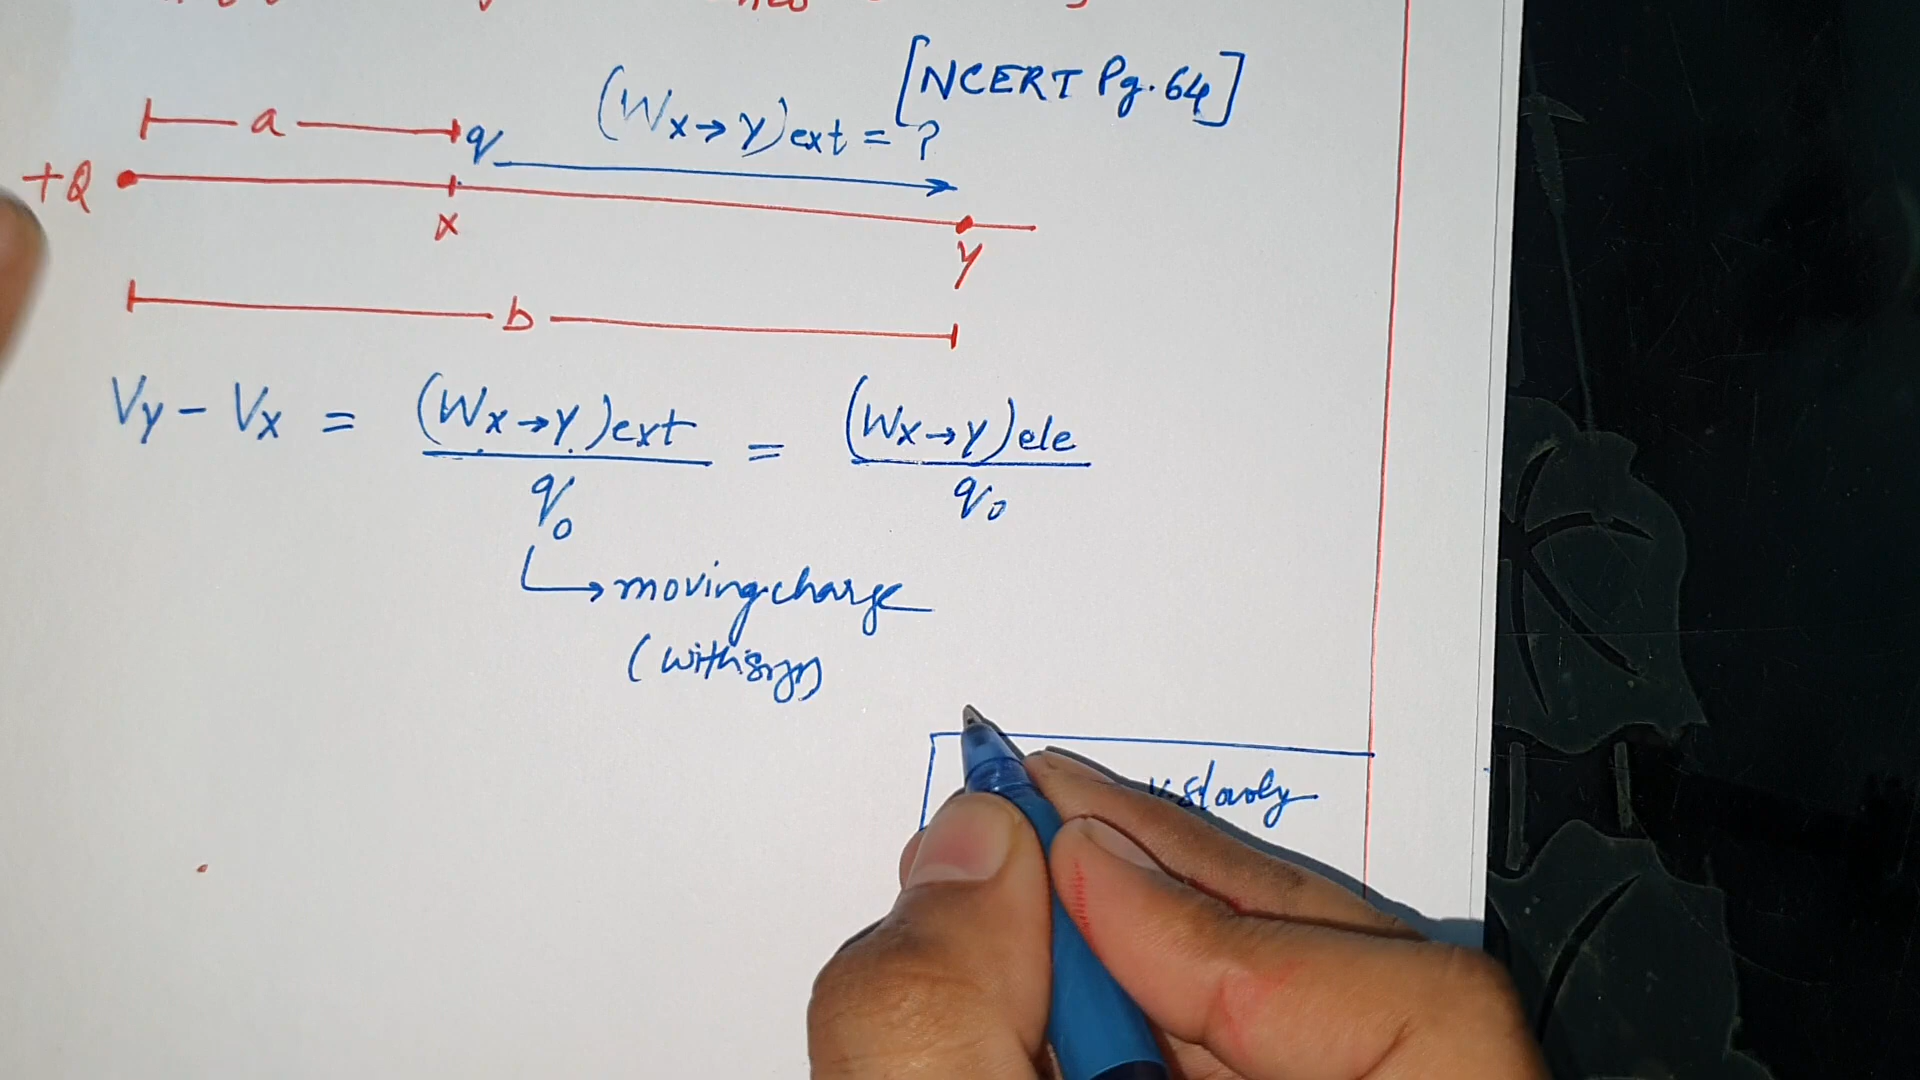 [NCERT Pg. 64]
a
q (Wx→y)ext = ?
+Q
x
y
b
Vy - Vx = (Wx→y)ext / q₀ = (Wx→y)ele / q₀
→ moving charge
(with sign)
slowly